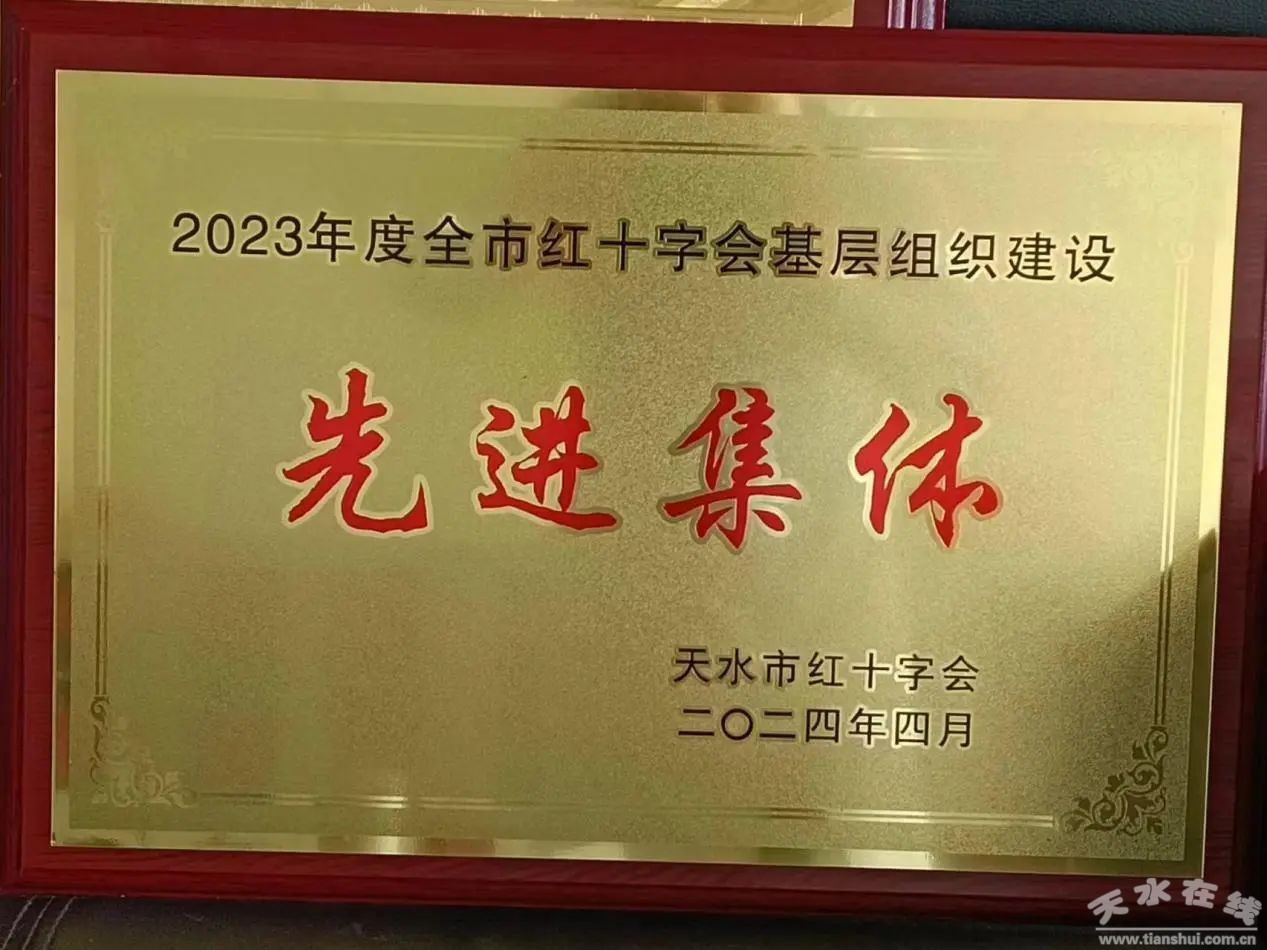 2023年度全市红十字会基层组织建设
先进集体
天水市红十字会
二〇二四年四月
天水在线
www.tianshui.com.cn